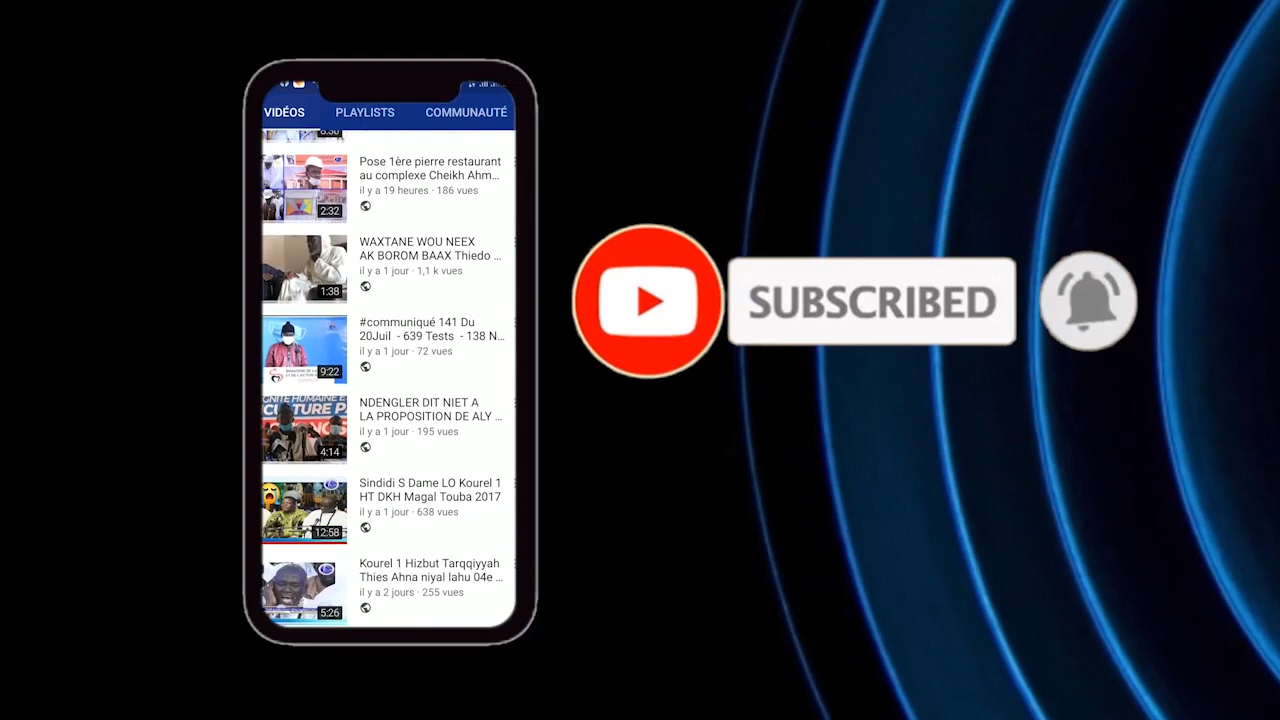 VIDÉOS PLAYLISTS COMMUNAUTÉ
6:30
Pose 1ère pierre restaurant
au complexe Cheikh Ahm...
il y a 19 heures · 186 vues
2:32
WAXTANE WOU NEEX
AK BOROM BAAX Thiedo ...
il y a 1 jour · 1,1 k vues
1:38
#communiqué 141 Du
20Juil - 639 Tests - 138 N...
il y a 1 jour · 72 vues
9:22
NDENGLER DIT NIET A
LA PROPOSITION DE ALY ...
il y a 1 jour · 195 vues
4:14
Sindidi S Dame LO Kourel 1
HT DKH Magal Touba 2017
il y a 1 jour · 638 vues
12:58
Kourel 1 Hizbut Tarqqiyyah
Thies Ahna niyal lahu 04e ...
il y a 2 jours · 255 vues
5:26
SUBSCRIBED